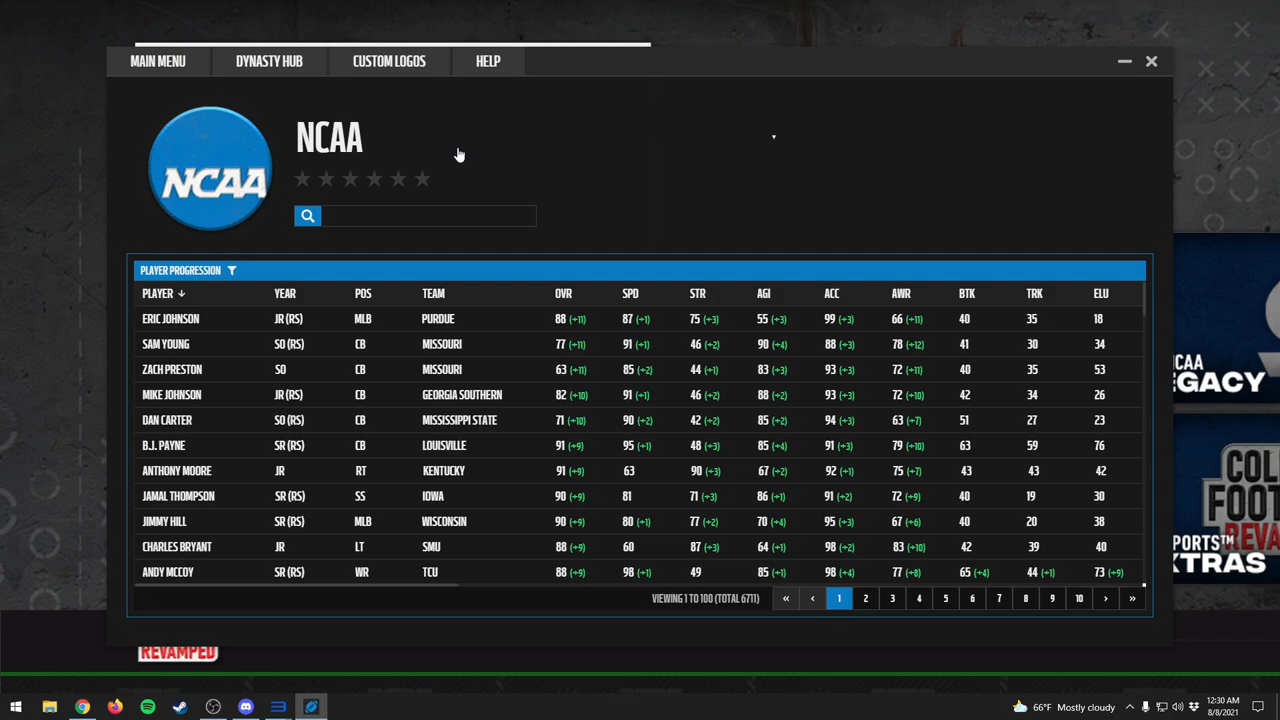 MAIN MENU DYNASTY HUB CUSTOM LOGOS HELP
NCAA
NCAA
PLAYER PROGRESSION
PLAYER YEAR POS TEAM OVR SPD STR AGI ACC AWR BTK TRK ELU
ERIC JOHNSON JR (RS) MLB PURDUE 88 (+11) 87 (+1) 75 (+3) 55 (+3) 99 (+3) 66 (+11) 40 35 18
SAM YOUNG SO (RS) CB MISSOURI 77 (+11) 91 (+1) 46 (+2) 90 (+4) 88 (+3) 78 (+12) 41 30 34
ZACH PRESTON SO CB MISSOURI 63 (+11) 85 (+2) 44 (+1) 83 (+3) 93 (+3) 72 (+11) 40 35 53
MIKE JOHNSON JR (RS) CB GEORGIA SOUTHERN 82 (+10) 91 (+1) 46 (+2) 88 (+2) 93 (+3) 72 (+10) 42 34 26
DAN CARTER SO (RS) CB MISSISSIPPI STATE 71 (+10) 90 (+2) 42 (+2) 85 (+2) 94 (+3) 63 (+7) 51 27 23
B.J. PAYNE SR (RS) CB LOUISVILLE 91 (+9) 95 (+1) 48 (+3) 85 (+4) 91 (+3) 79 (+10) 63 59 76
ANTHONY MOORE JR RT KENTUCKY 91 (+9) 63 90 (+3) 67 (+2) 92 (+1) 75 (+7) 43 43 42
JAMAL THOMPSON SR (RS) SS IOWA 90 (+9) 81 71 (+3) 86 (+1) 91 (+2) 72 (+9) 40 19 30
JIMMY HILL SR (RS) MLB WISCONSIN 90 (+9) 80 (+1) 77 (+2) 70 (+4) 95 (+3) 67 (+6) 40 20 38
CHARLES BRYANT JR LT SMU 88 (+9) 60 87 (+3) 64 (+1) 98 (+2) 83 (+10) 42 39 40
ANDY MCCOY SR (RS) WR TCU 88 (+9) 98 (+1) 49 85 (+1) 98 (+4) 77 (+8) 65 (+4) 44 (+1) 73 (+9)
VIEWING 1 TO 100 (TOTAL 6711) « ‹ 1 2 3 4 5 6 7 8 9 10 › »
NCAA
EGACY
COL
FOOT
REVA
PORTS™
XTRAS
REVAMPED
66°F Mostly cloudy
12:30 AM
8/8/2021